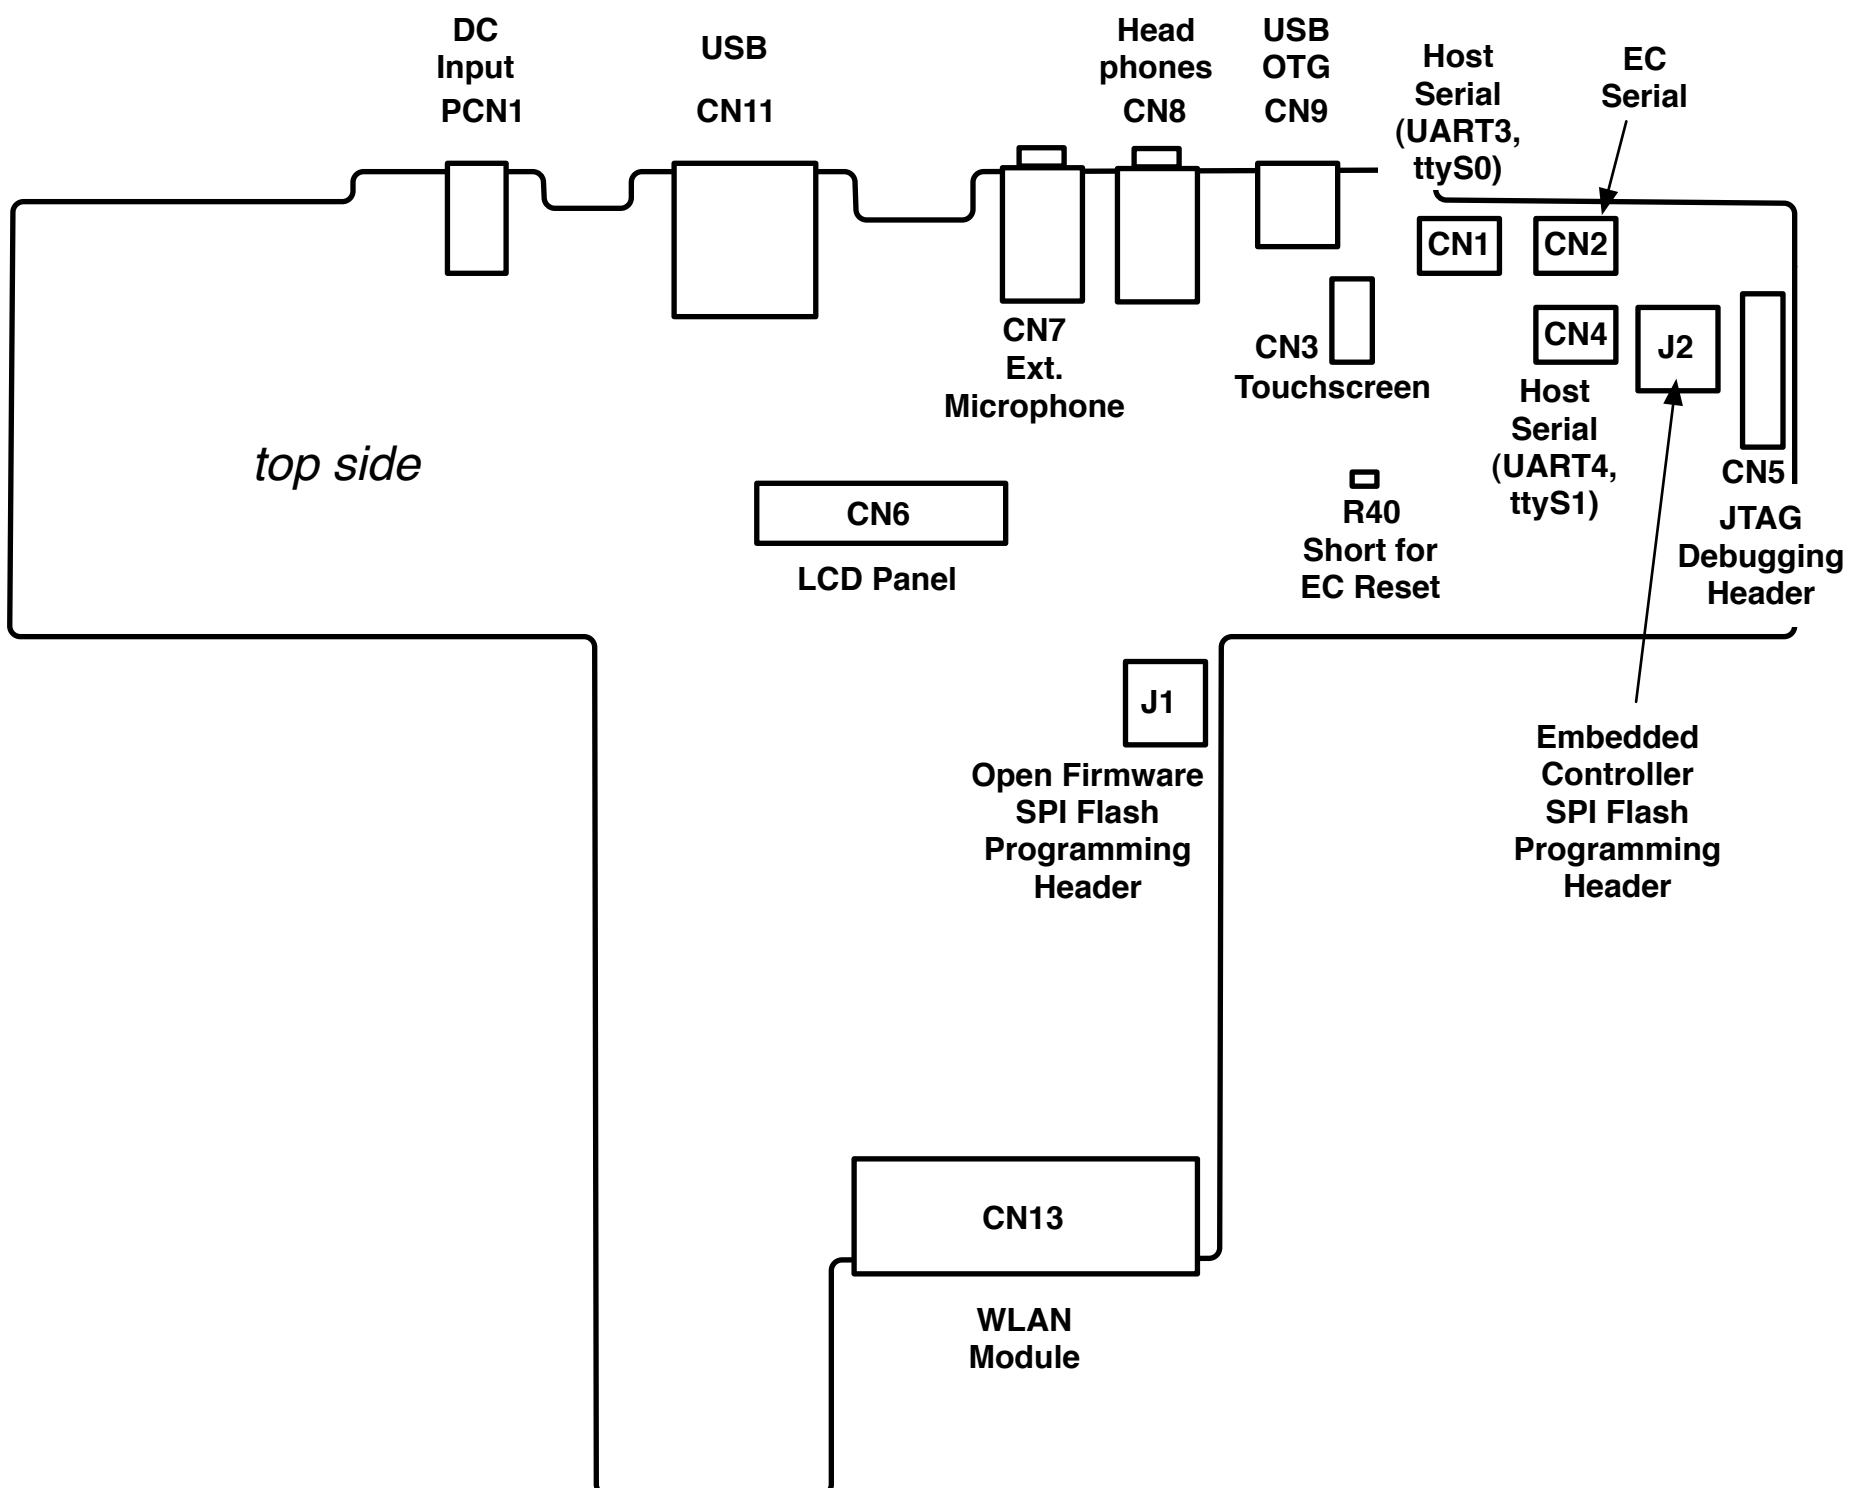 DC
Input
PCN1
USB
CN11
Head
phones
CN8
USB
OTG
CN9
Host
Serial
(UART3,
ttyS0)
EC
Serial
CN1
CN2
CN7
Ext.
Microphone
CN3
Touchscreen
CN4
Host
Serial
(UART4,
ttyS1)
J2
CN5
JTAG
Debugging
Header
top side
CN6
LCD Panel
R40
Short for
EC Reset
J1
Open Firmware
SPI Flash
Programming
Header
Embedded
Controller
SPI Flash
Programming
Header
CN13
WLAN
Module